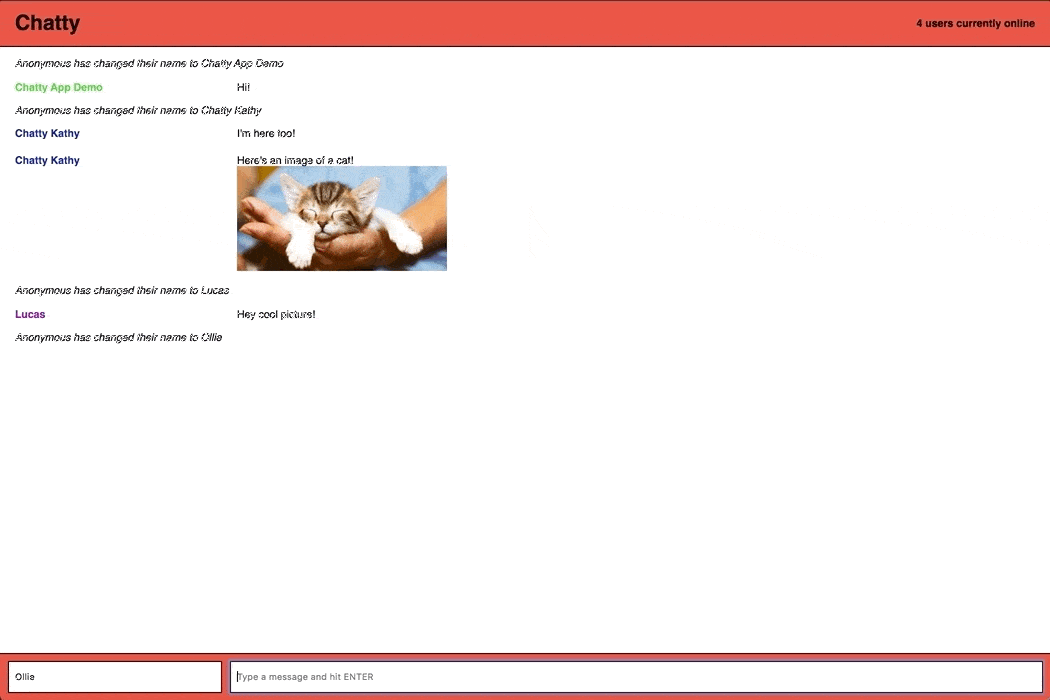 Chatty
4 users currently online
Anonymous has changed their name to Chatty App Demo
Chatty App Demo Hi!
Anonymous has changed their name to Chatty Kathy
Chatty Kathy I'm here too!
Chatty Kathy Here's an image of a cat!
Anonymous has changed their name to Lucas
Lucas Hey cool picture!
Anonymous has changed their name to Ollie
Ollie Type a message and hit ENTER